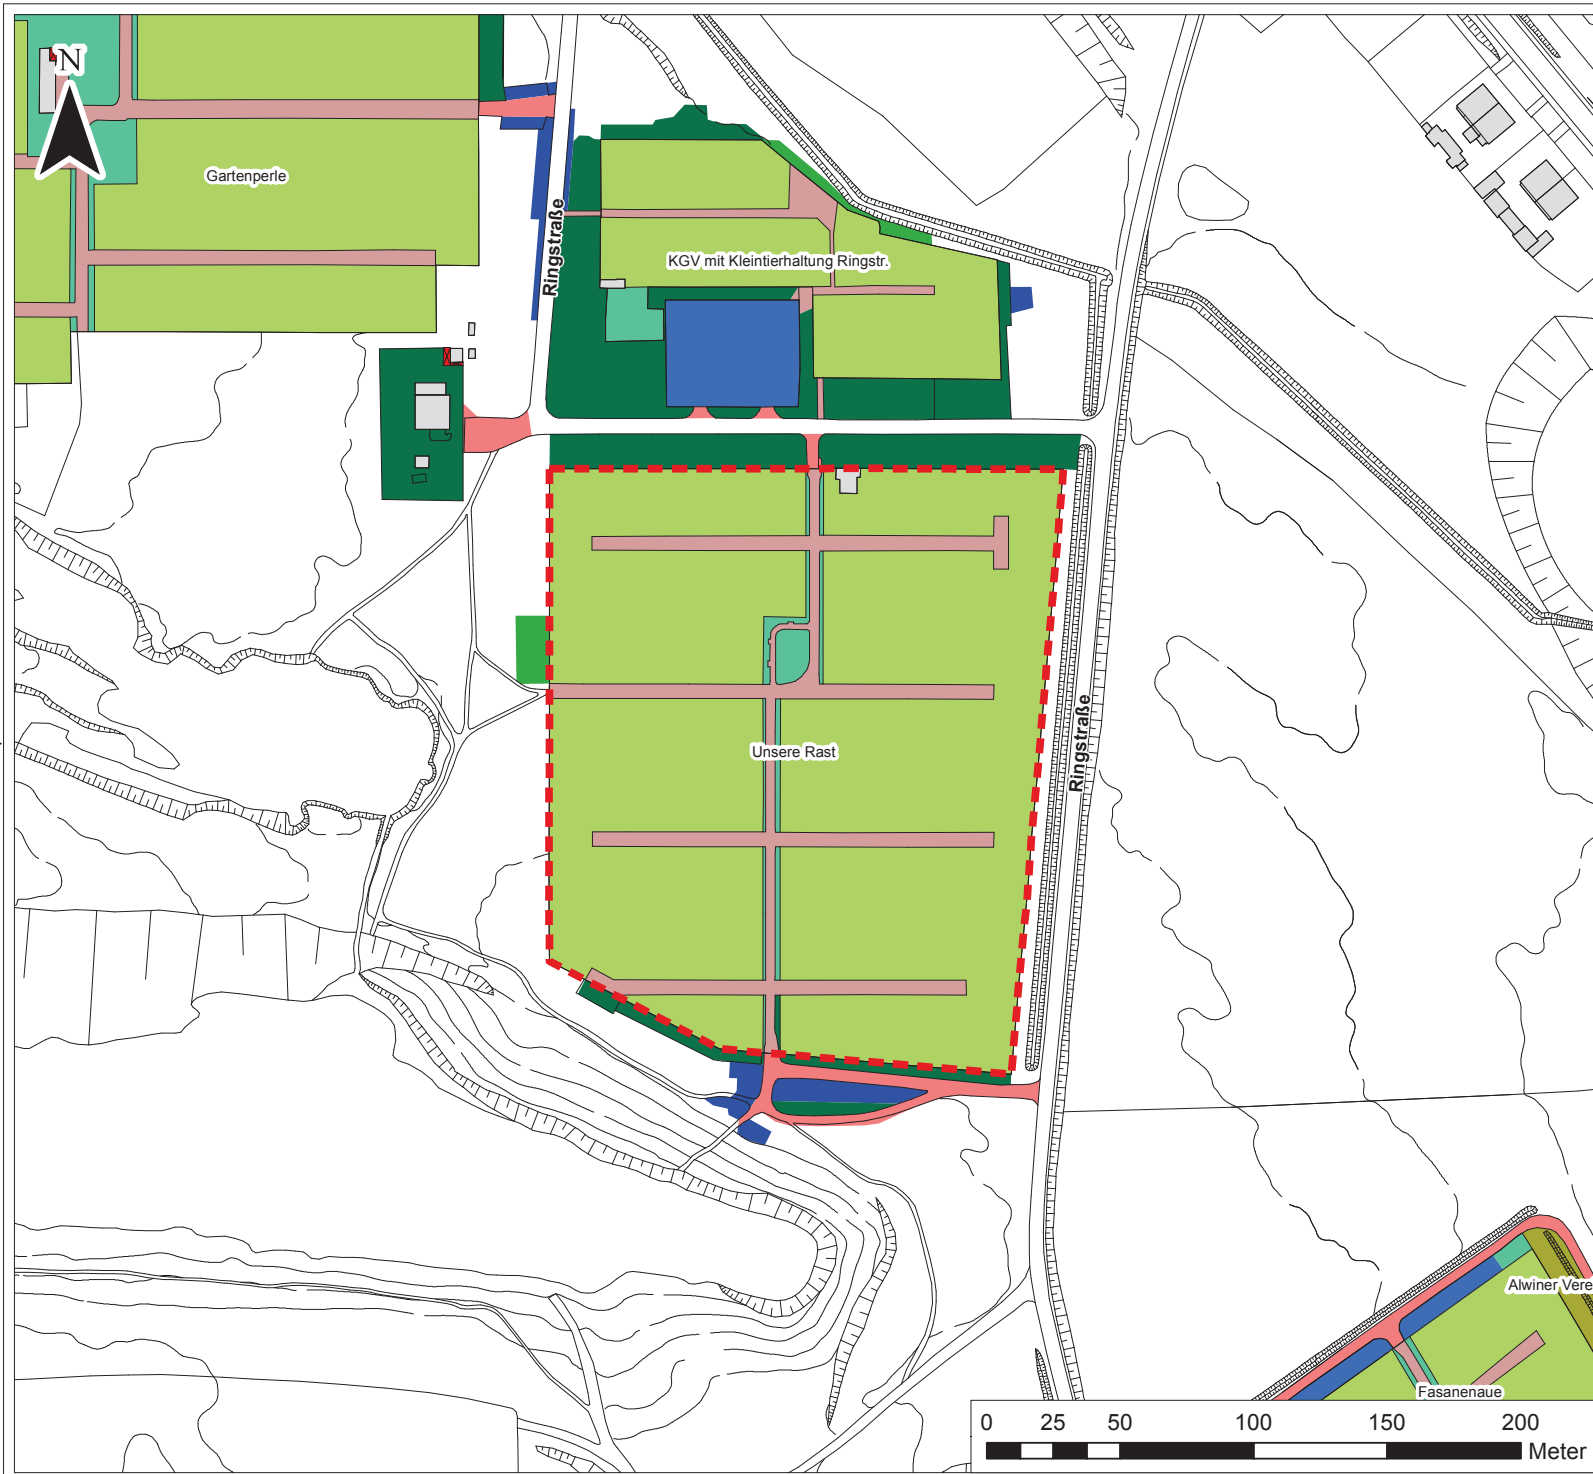 N
Gartenperle
Ringstraße
KGV mit Kleintierhaltung Ringstr.
Unsere Rast
Ringstraße
Alwiner Vere
Fasanenaue
0 25 50 100 150 200
Meter